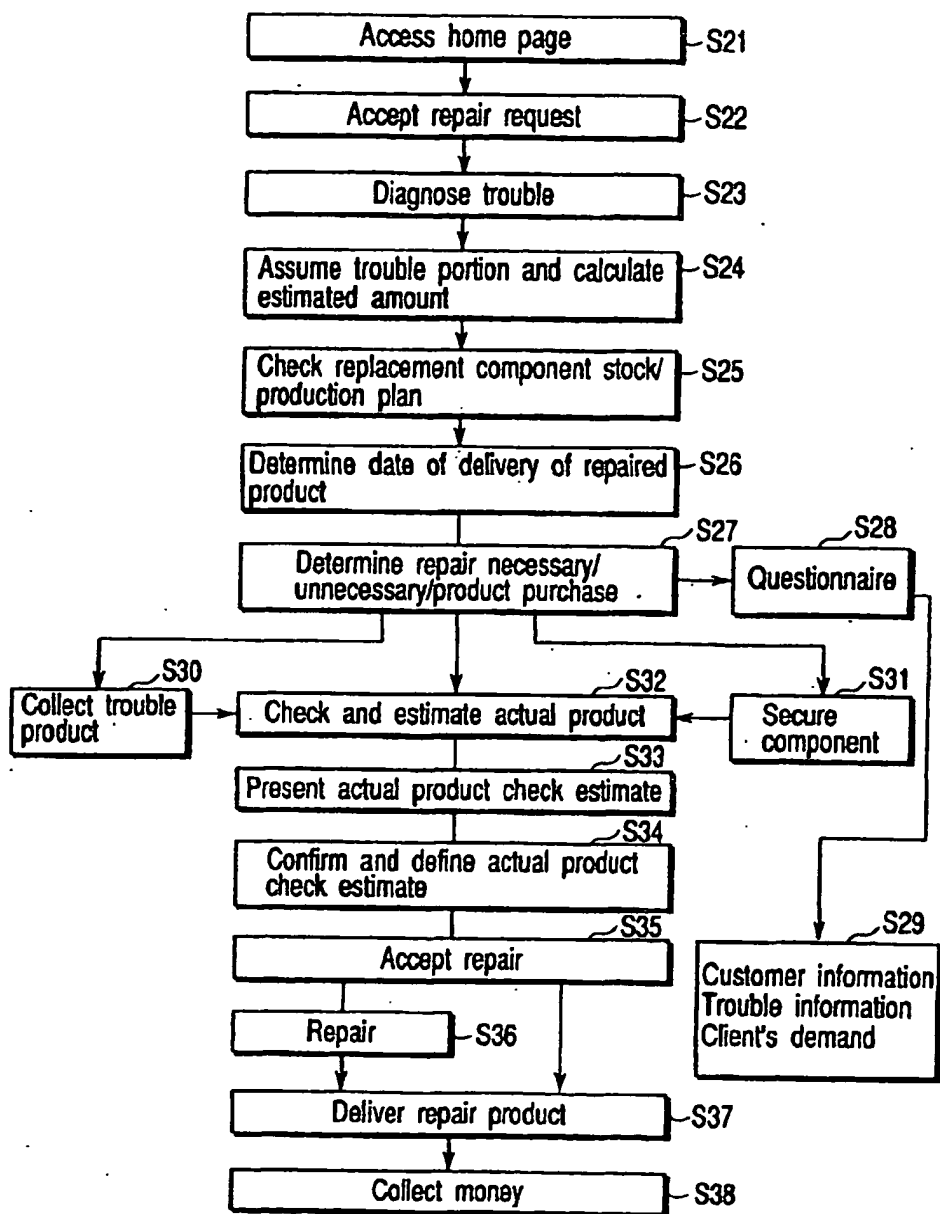 Access home page
S21
Accept repair request
S22
Diagnose trouble
S23
Assume trouble portion and calculate
estimated amount
S24
Check replacement component stock/
production plan
S25
Determine date of delivery of repaired
product
S26
S27
Determine repair necessary/
unnecessary/product purchase
S28
Questionnaire
S30
Collect trouble
product
S32
Check and estimate actual product
S31
Secure
component
S33
Present actual product check estimate
S34
Confirm and define actual product
check estimate
S35
Accept repair
S29
Customer information
Trouble information
Client's demand
Repair
S36
Deliver repair product
S37
Collect money
S38